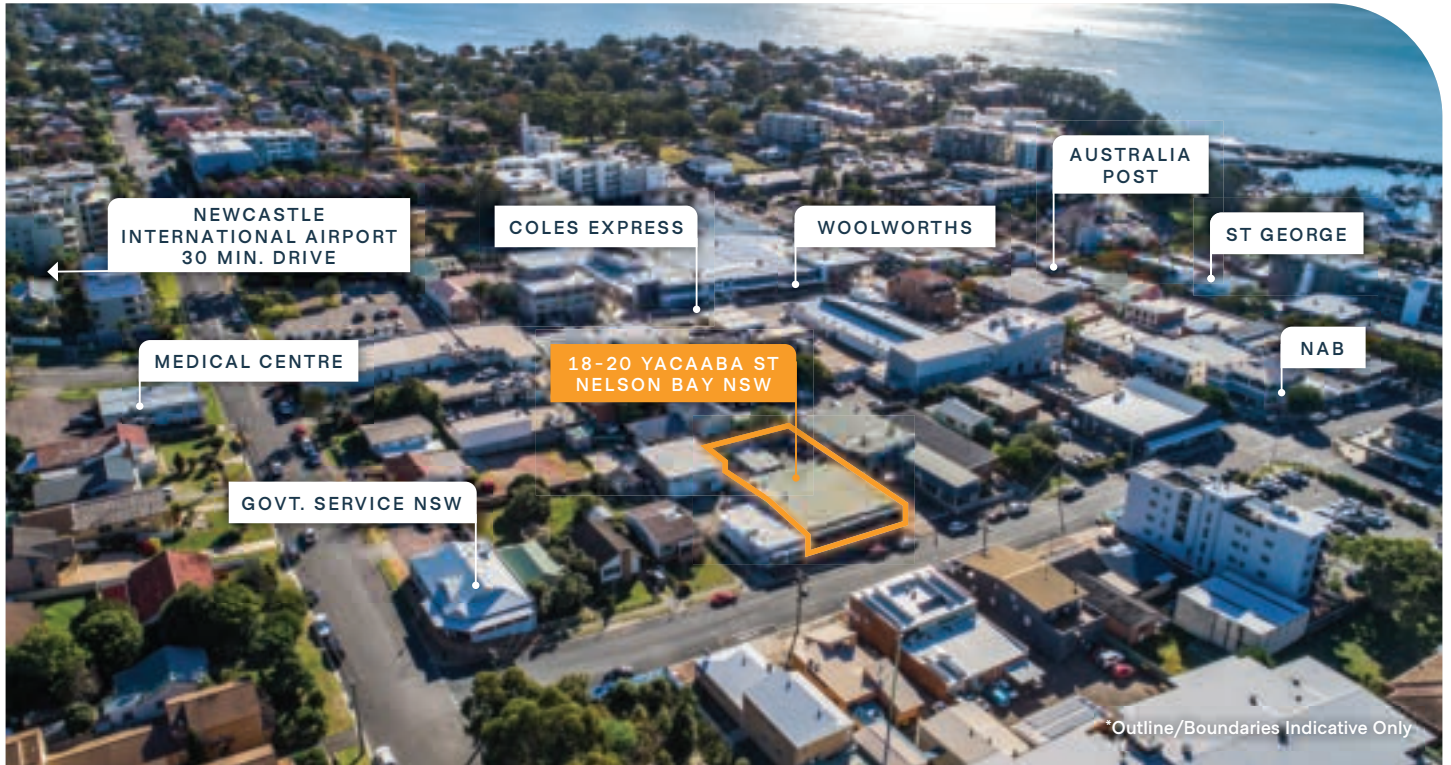 AUSTRALIA
POST
NEWCASTLE
INTERNATIONAL AIRPORT
30 MIN. DRIVE
COLES EXPRESS
WOOLWORTHS
ST GEORGE
MEDICAL CENTRE
18-20 YACAABA ST
NELSON BAY NSW
NAB
GOVT. SERVICE NSW
*Outline/Boundaries Indicative Only